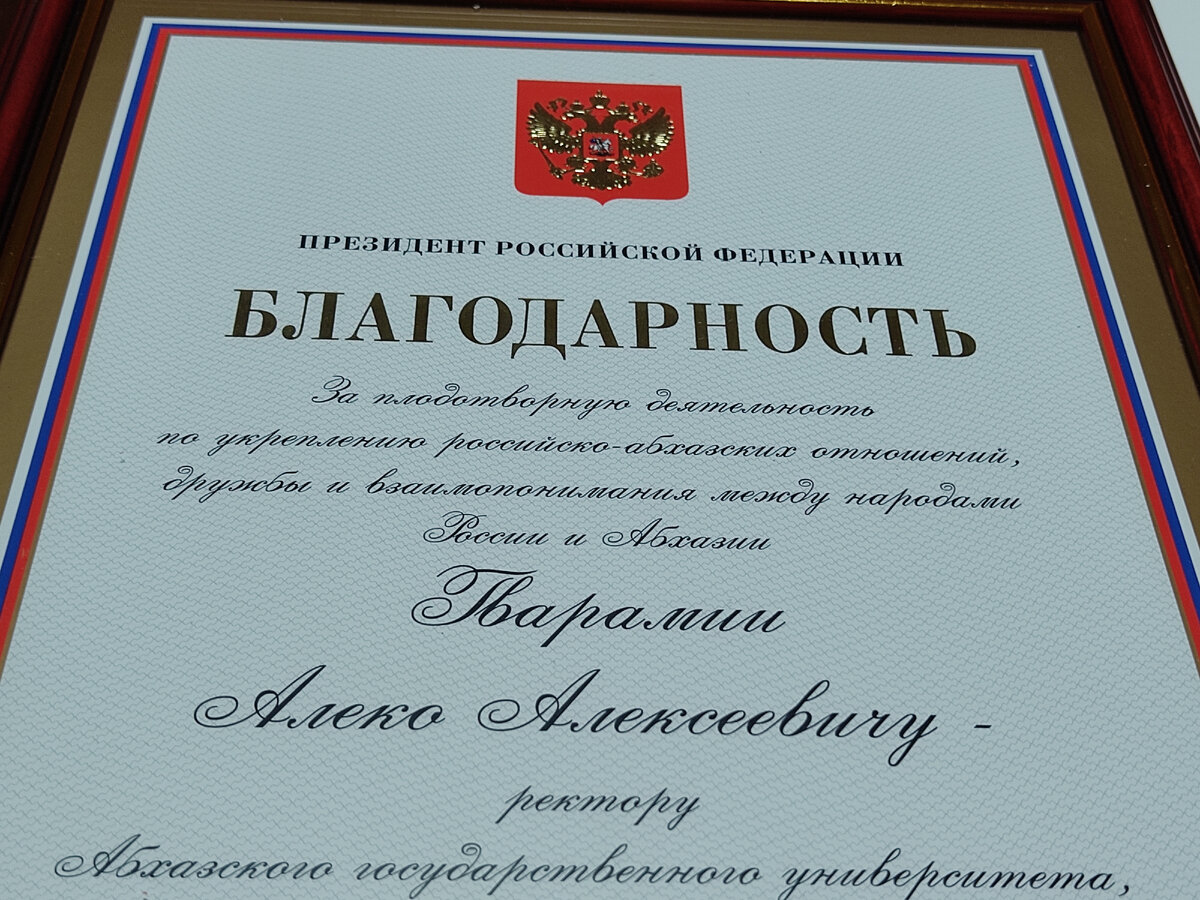 ПРЕЗИДЕНТ РОССИЙСКОЙ ФЕДЕРАЦИИ
БЛАГОДАРНОСТЬ
За плодотворную деятельность
по укреплению российско-абхазских отношений,
дружбы и взаимопонимания между народами
России и Абхазии
Гварамии
Алеко Алексеевичу -
ректору
Абхазского государственного университета,